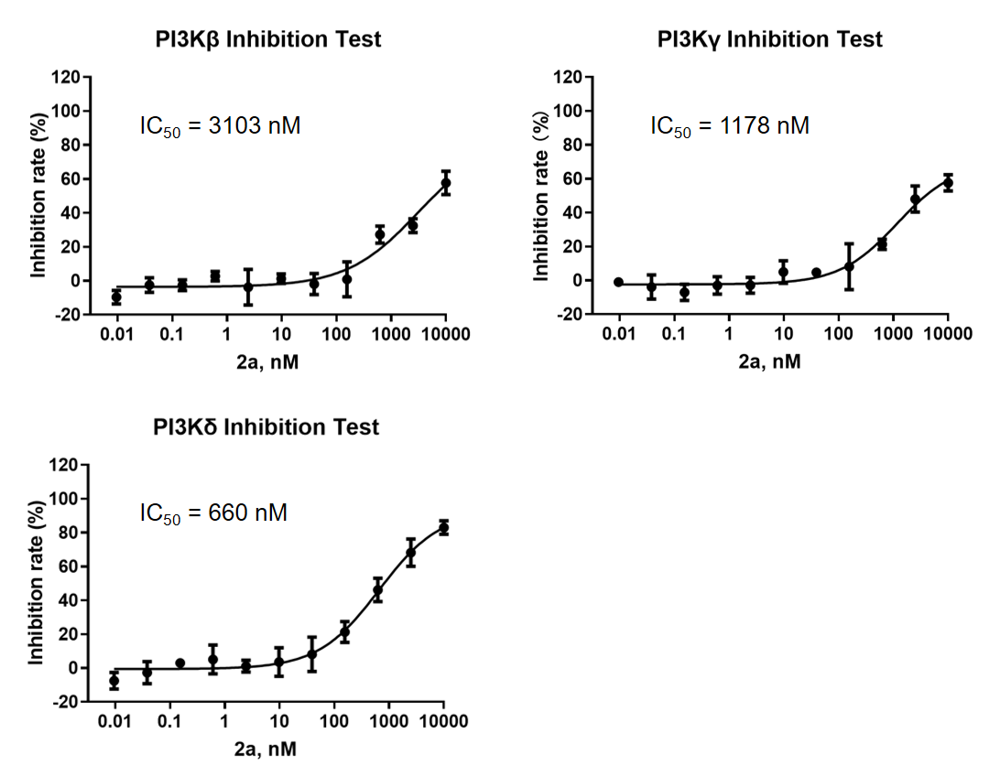 PI3Kβ Inhibition Test
120
100
80
60
40
20
0
-20
Inhibition rate (%)
IC50 = 3103 nM
0.01 0.1 1 10 100 1000 10000
2a, nM
PI3Kγ Inhibition Test
120
100
80
60
40
20
0
-20
Inhibition rate (%)
IC50 = 1178 nM
0.01 0.1 1 10 100 1000 10000
2a, nM
PI3Kδ Inhibition Test
120
100
80
60
40
20
0
-20
Inhibition rate (%)
IC50 = 660 nM
0.01 0.1 1 10 100 1000 10000
2a, nM